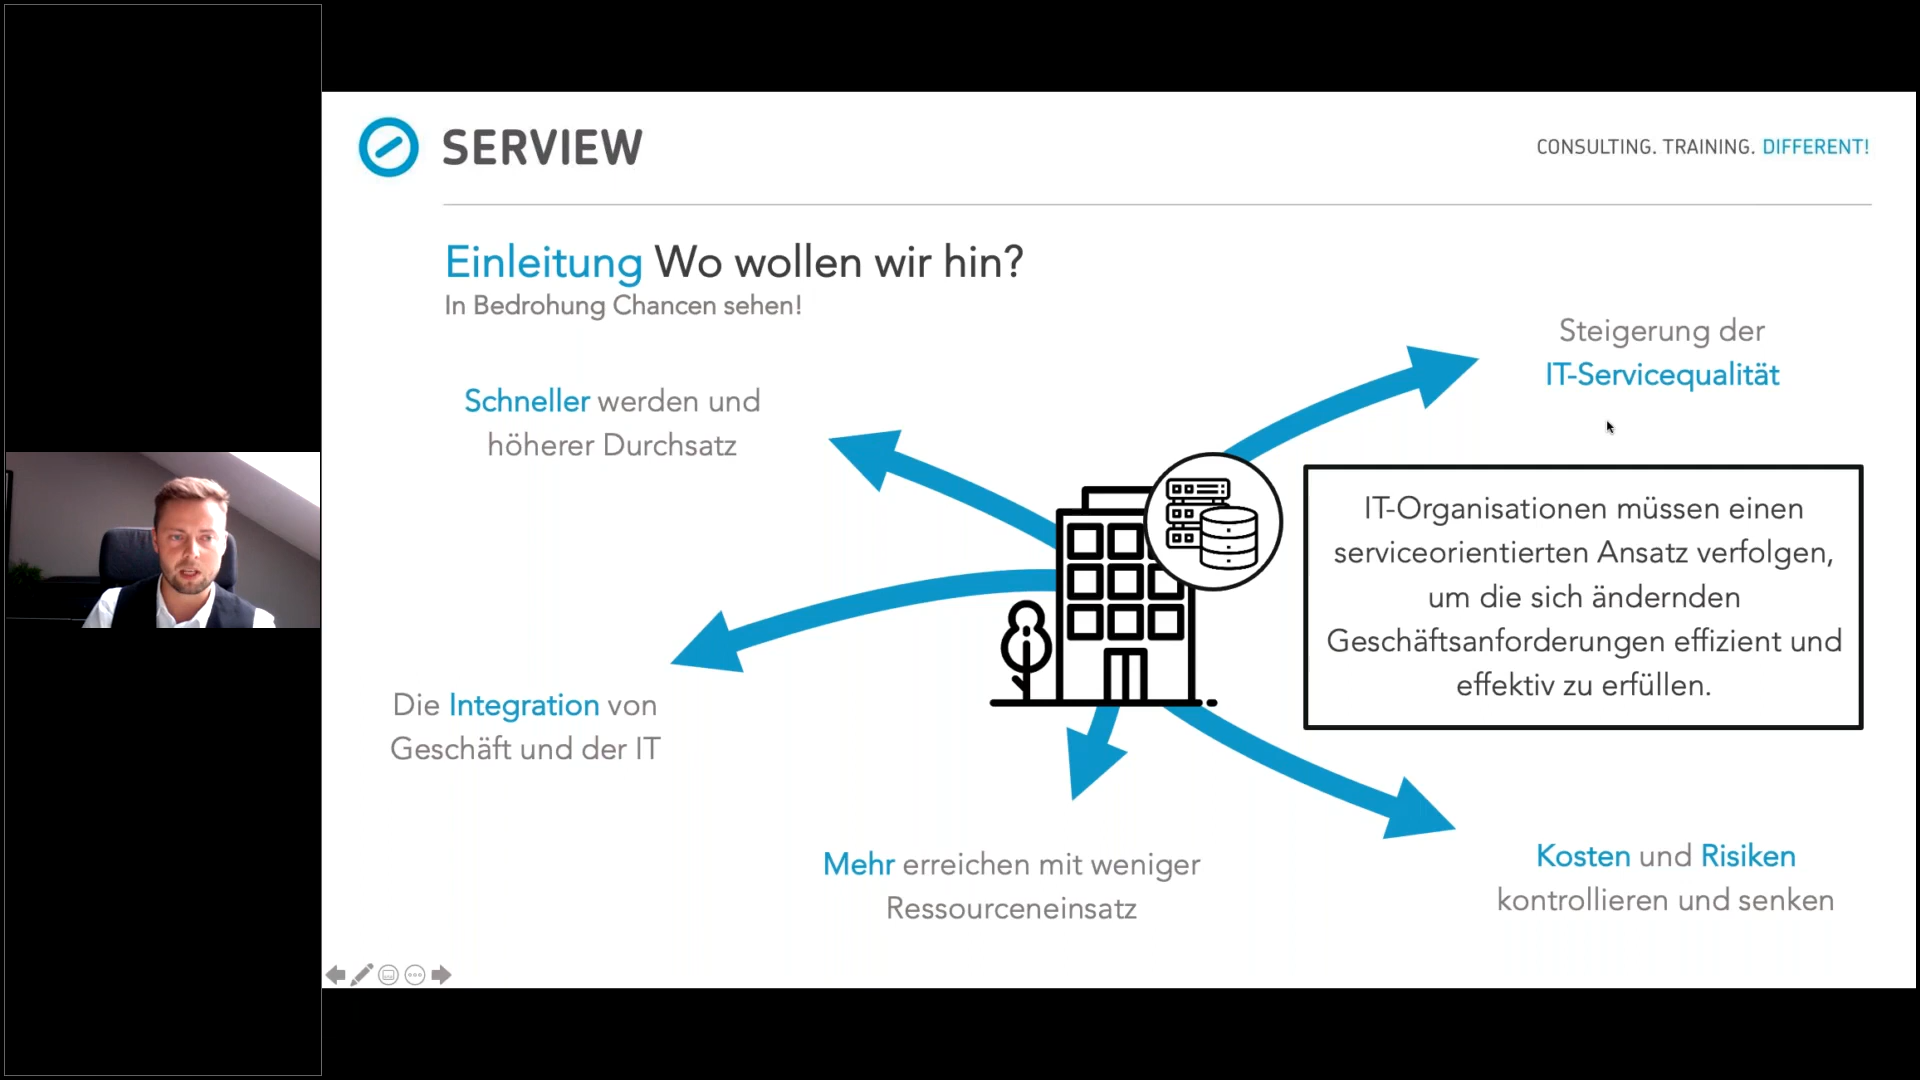 SERVIEW
CONSULTING. TRAINING. DIFFERENT!
Einleitung Wo wollen wir hin?
In Bedrohung Chancen sehen!
Steigerung der
IT-Servicequalität
Schneller werden und
höherer Durchsatz
IT-Organisationen müssen einen
serviceorientierten Ansatz verfolgen,
um die sich ändernden
Geschäftsanforderungen effizient und
effektiv zu erfüllen.
Die Integration von
Geschäft und der IT
Mehr erreichen mit weniger
Ressourceneinsatz
Kosten und Risiken
kontrollieren und senken